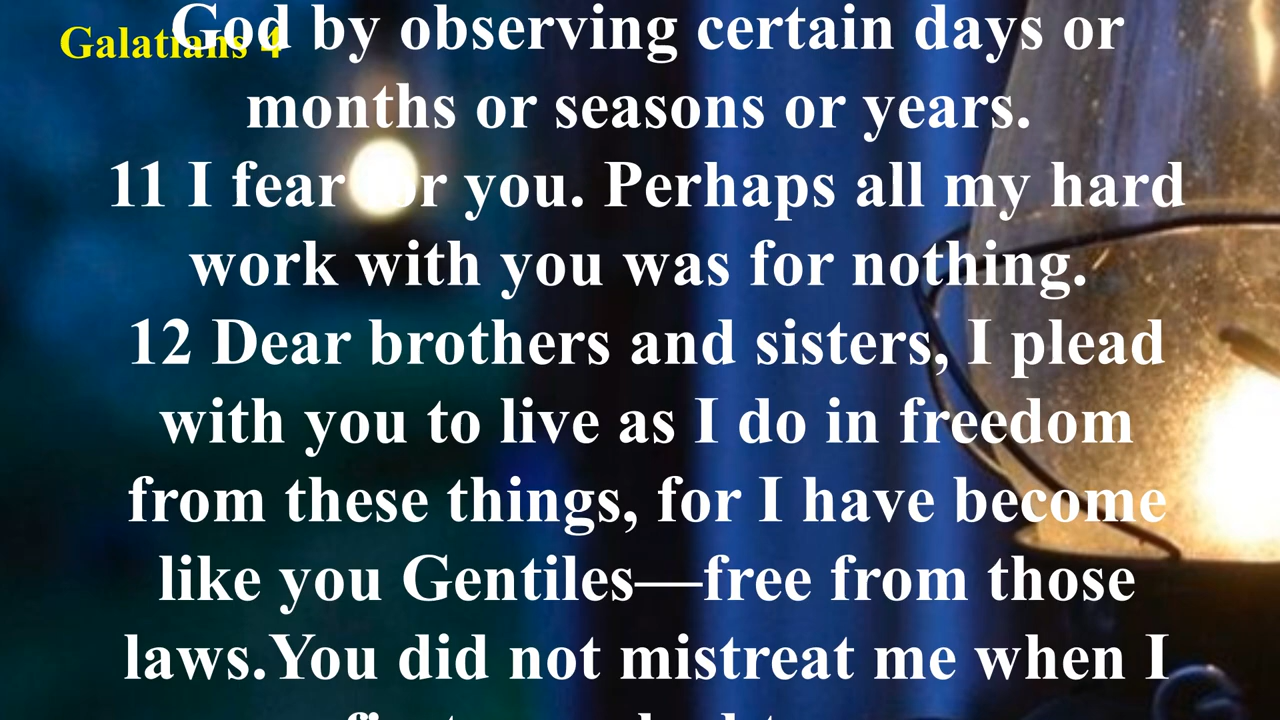 Galatians 4
God by observing certain days or
months or seasons or years.
11 I fear for you. Perhaps all my hard
work with you was for nothing.
12 Dear brothers and sisters, I plead
with you to live as I do in freedom
from these things, for I have become
like you Gentiles—free from those
laws.You did not mistreat me when I